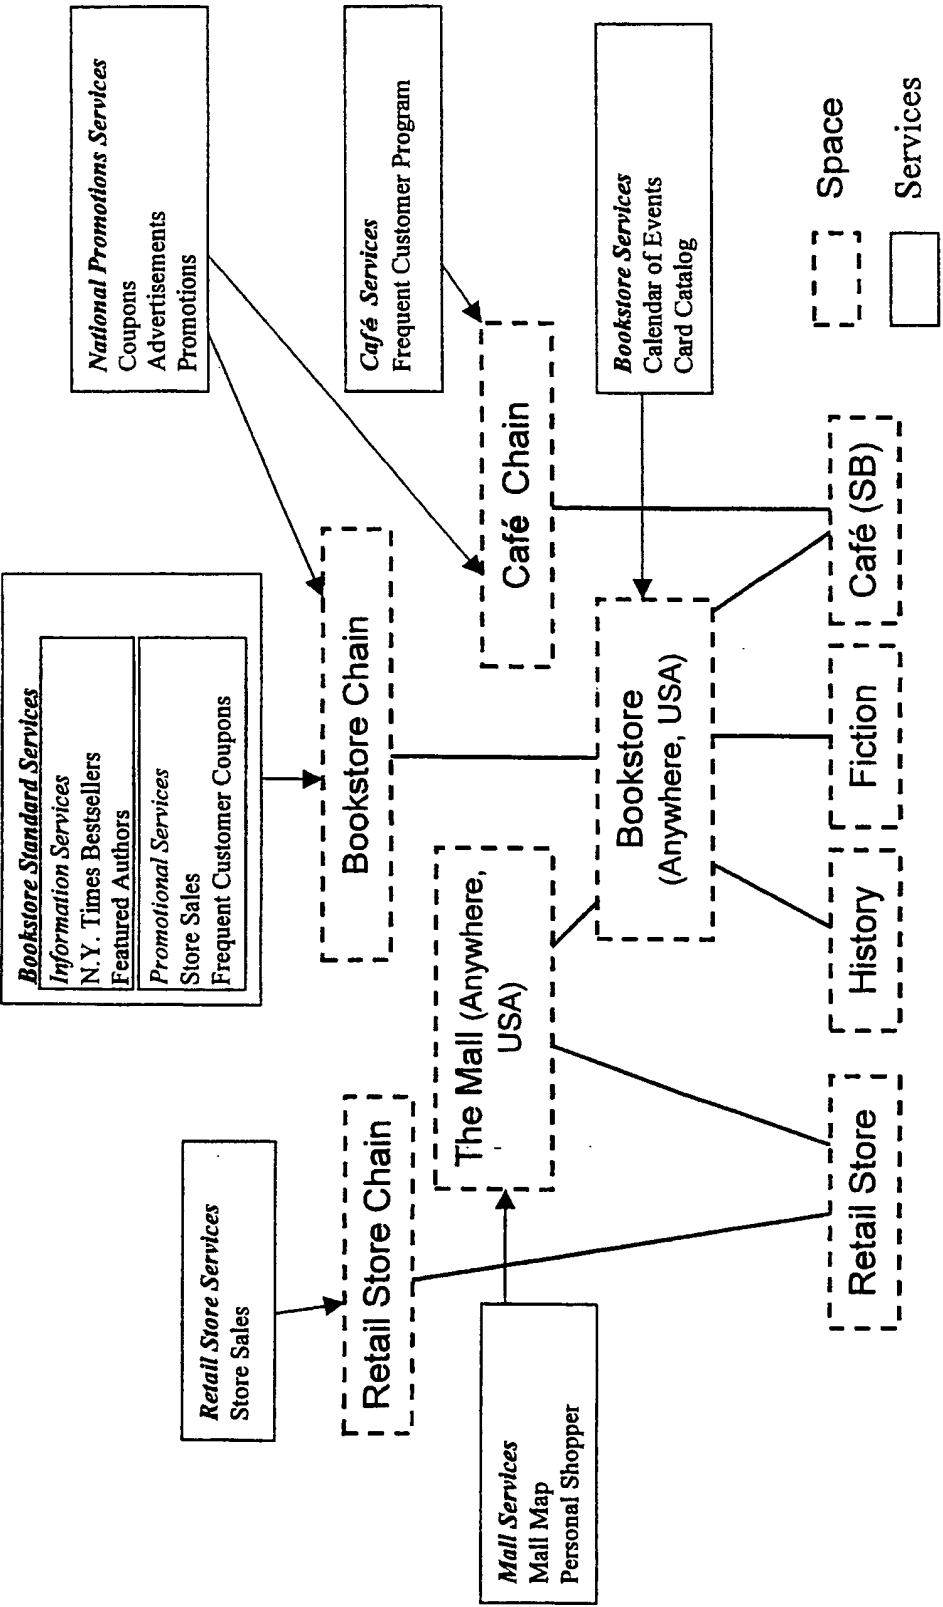 Bookstore Standard Services
Information Services
N.Y. Times Bestsellers
Featured Authors
Promotional Services
Store Sales
Frequent Customer Coupons
National Promotions Services
Coupons
Advertisements
Promotions
Retail Store Services
Store Sales
Café Services
Frequent Customer Program
Bookstore Chain
Retail Store Chain
The Mall (Anywhere,
USA)
Café Chain
Mall Services
Mall Map
Personal Shopper
Bookstore
(Anywhere, USA)
Bookstore Services
Calendar of Events
Card Catalog
Retail Store
History
Fiction
Café (SB)
Space
Services